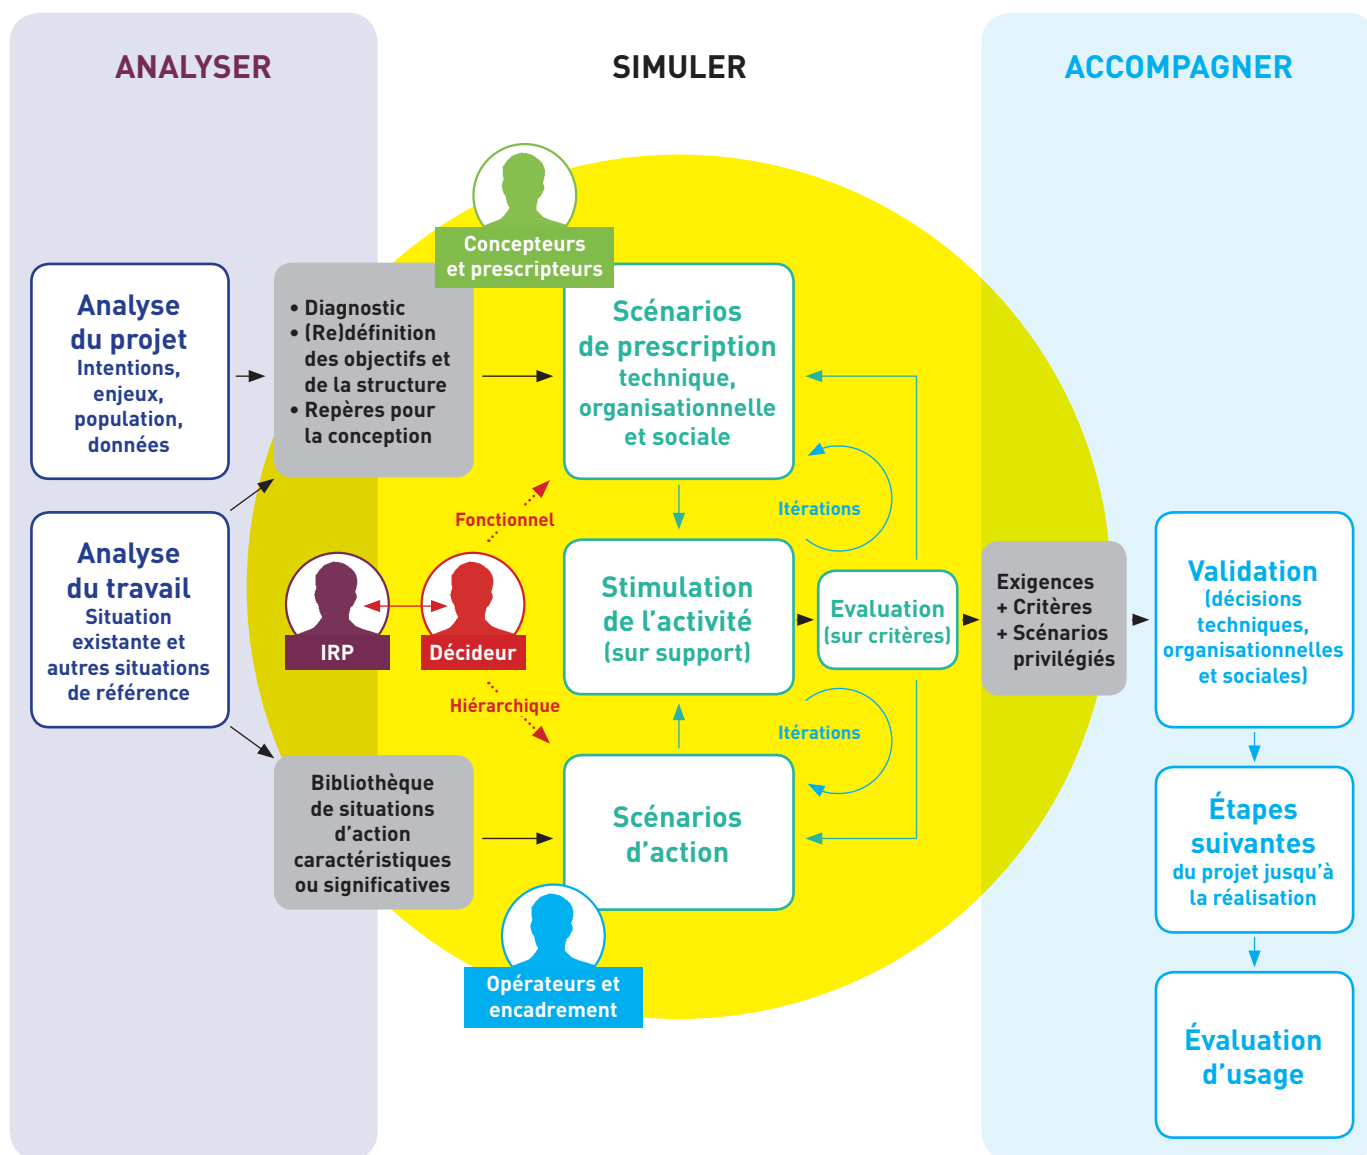 ANALYSER
SIMULER
ACCOMPAGNER
Concepteurs
et prescripteurs
Analyse
du projet
Intentions,
enjeux,
population,
données
• Diagnostic
• (Re)définition
des objectifs et
de la structure
• Repères pour
la conception
Scénarios
de prescription
technique,
organisationnelle
et sociale
Itérations
Fonctionnel
Analyse
du travail
Situation
existante et
autres situations
de référence
IRP
Décideur
Stimulation
de l'activité
(sur support)
Evaluation
(sur critères)
Exigences
+ Critères
+ Scénarios
privilégiés
Validation
(décisions
techniques,
organisationnelles
et sociales)
Hiérarchique
Itérations
Bibliothèque
de situations
d'action
caractéristiques
ou significatives
Scénarios
d'action
Étapes
suivantes
du projet jusqu'à
la réalisation
Opérateurs et
encadrement
Évaluation
d'usage